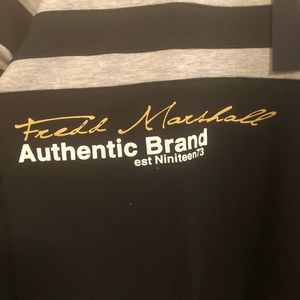 Fredd Marshall
Authentic Brand
est Niniteen73